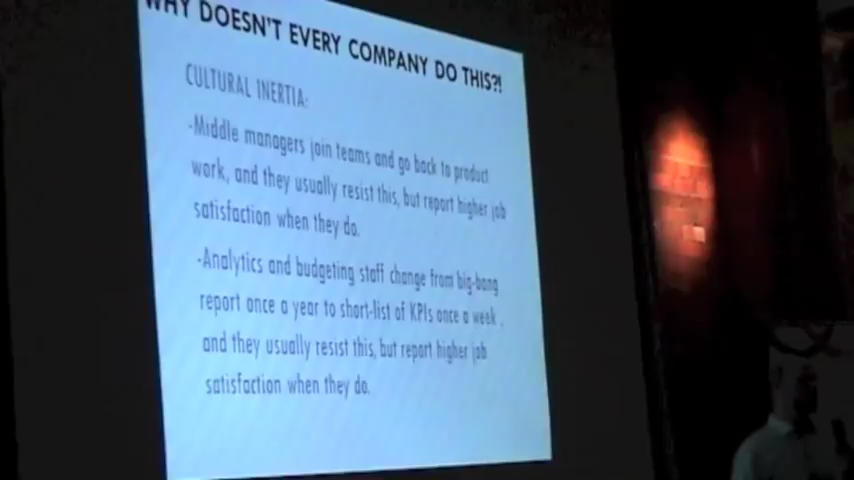 WHY DOESN'T EVERY COMPANY DO THIS?!
CULTURAL INERTIA:
-Middle managers join teams and go back to product
work, and they usually resist this, but report higher job
satisfaction when they do.
-Analytics and budgeting staff change from big-bang
report once a year to short-list of KPIs once a week .
and they usually resist this, but report higher job
satisfaction when they do.